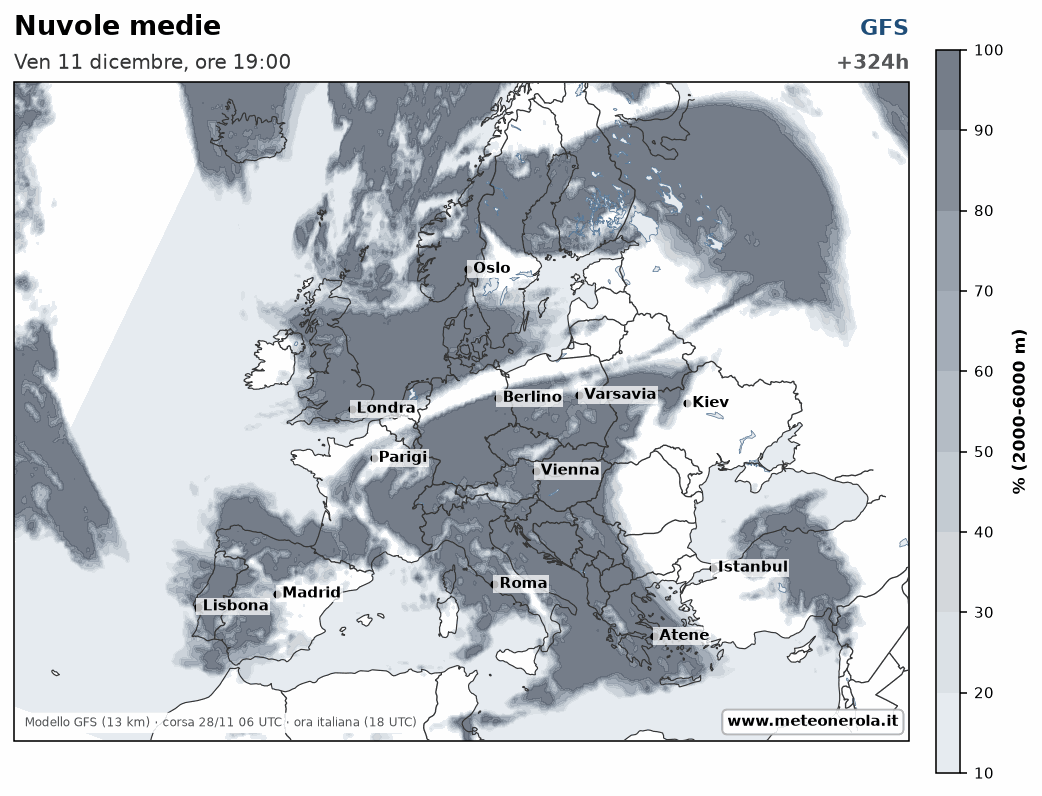 Nuvole medie
GFS
Ven 11 dicembre, ore 19:00
+324h
100
90
80
70
60
50
40
30
20
10
% (2000-6000 m)
Oslo
Londra
Berlino
Varsavia
Kiev
Parigi
Vienna
Istanbul
Roma
Madrid
Lisbona
Atene
Modello GFS (13 km) · corsa 28/11 06 UTC · ora italiana (18 UTC)
www.meteonerola.it